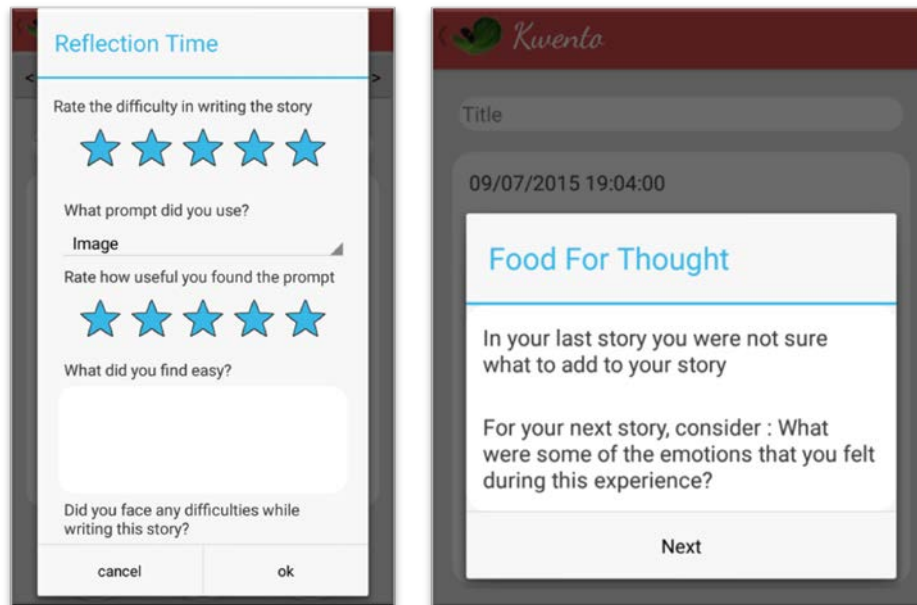 Reflection Time
<
>
Rate the difficulty in writing the story
What prompt did you use?
Image
Rate how useful you found the prompt
What did you find easy?
Did you face any difficulties while
writing this story?
cancel
ok
Kwento
Title
09/07/2015 19:04:00
Food For Thought
In your last story you were not sure
what to add to your story
For your next story, consider : What
were some of the emotions that you felt
during this experience?
Next